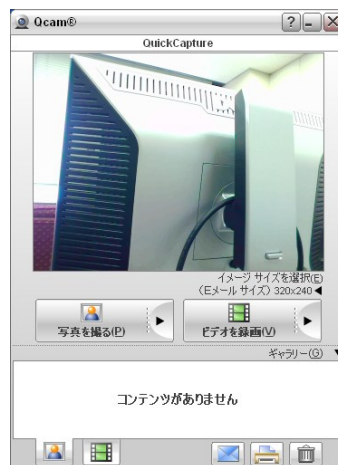 Qcam®
QuickCapture
イメージ サイズを選択(E)
(Eメール サイズ) 320x240◀
写真を撮る(P)
ビデオを録画(V)
ギャラリー(G) ▼
コンテンツがありません